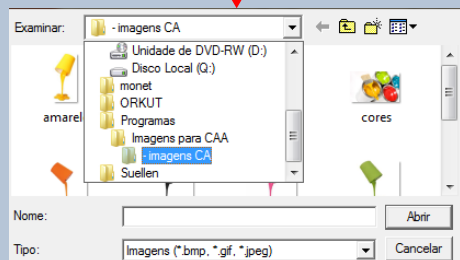 Examinar: - imagens CA
Unidade de DVD-RW (D:)
Disco Local (Q:)
monet
ORKUT
Programas
Imagens para CAA
- imagens CA
Suellen
amarel
cores
Nome:
Abrir
Tipo: Imagens (*.bmp, *.gif, *.jpeg)
Cancelar